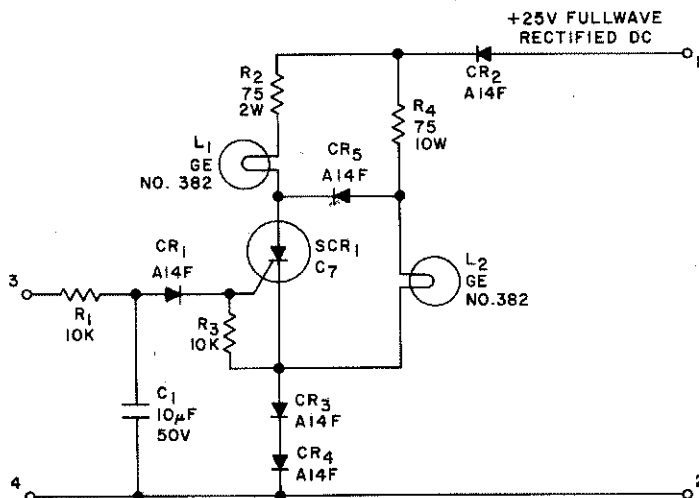 +25V FULLWAVE
RECTIFIED DC
1
CR2
A14F
R2
75
2W
R4
75
10W
L1
GE
NO. 382
CR5
A14F
SCR1
C7
L2
GE
NO.382
CR1
A14F
3
R1
10K
R3
10K
C1
10µF
50V
CR3
A14F
CR4
A14F
4
2